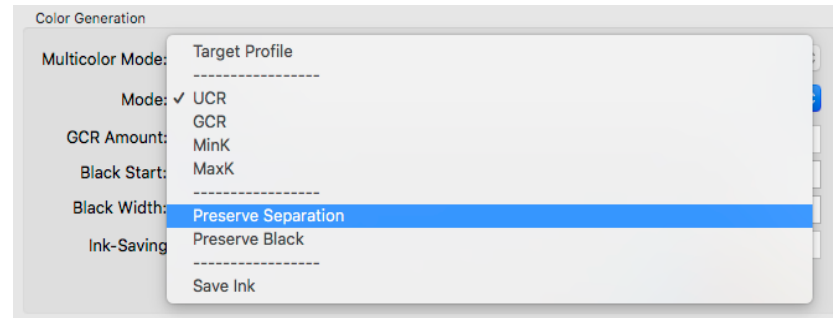 Color Generation
Multicolor Mode:
Target Profile
-----------------
Mode: ✓ UCR
GCR
GCR Amount:
MinK
Black Start:
MaxK
-----------------
Black Width:
Preserve Separation
Ink-Saving
Preserve Black
-----------------
Save Ink